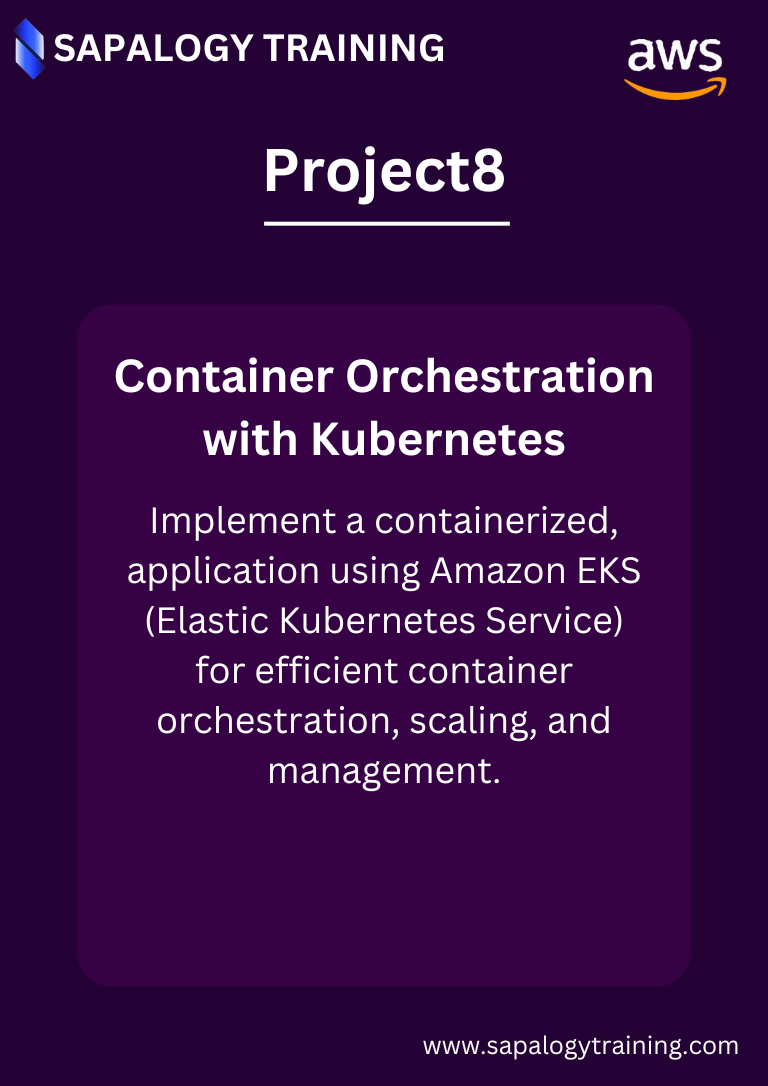 SAPALOGY TRAINING
aws
Project8
Container Orchestration
with Kubernetes
Implement a containerized,
application using Amazon EKS
(Elastic Kubernetes Service)
for efficient container
orchestration, scaling, and
management.
www.sapalogytraining.com